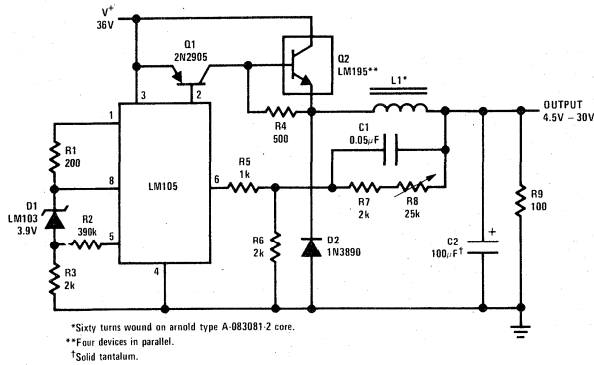 V+
36V
Q1
2N2905
Q2
LM195**
L1*
OUTPUT
4.5V – 30V
3
2
1
R4
500
C1
0.05µF
R1
200
R5
1k
8
LM105
6
R7
2k
R8
25k
R9
100
D1
LM103
3.9V
R2
390k
5
R6
2k
D2
1N3890
+
C2
100µF†
R3
2k
4
*Sixty turns wound on arnold type A-083081-2 core.
**Four devices in parallel.
†Solid tantalum.